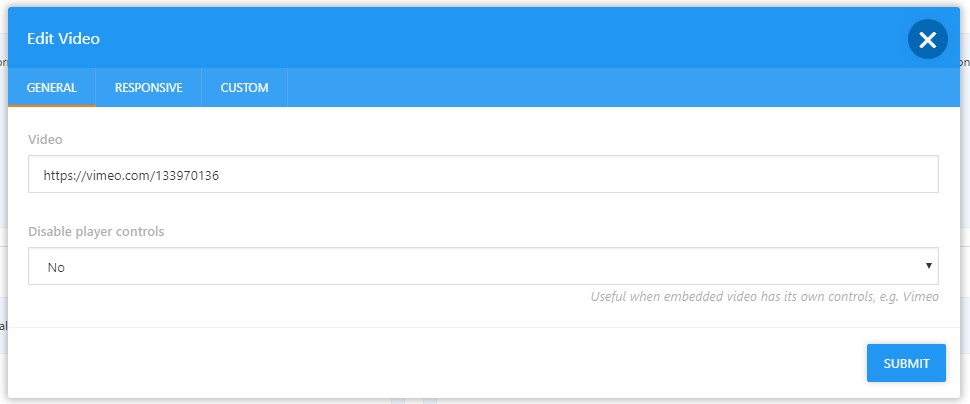 Edit Video
GENERAL RESPONSIVE CUSTOM
Video
https://vimeo.com/133970136
Disable player controls
No
Useful when embedded video has its own controls, e.g. Vimeo
SUBMIT